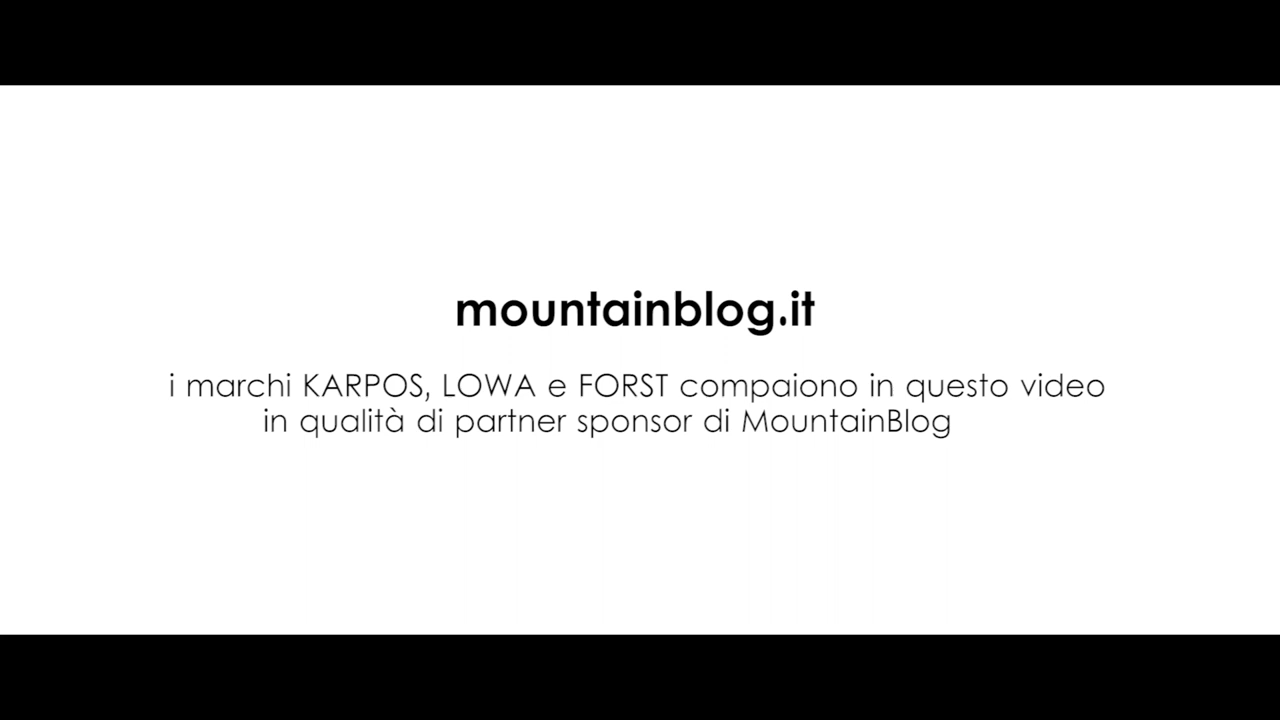 mountainblog.it
i marchi KARPOS, LOWA e FORST compaiono in questo video
in qualità di partner sponsor di MountainBlog